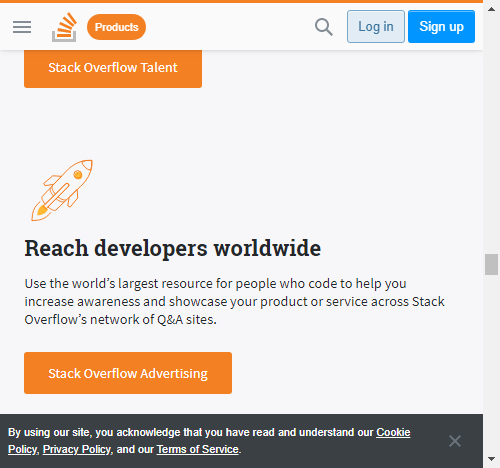 Products
Log in
Sign up
Stack Overflow Talent
Reach developers worldwide
Use the world's largest resource for people who code to help you
increase awareness and showcase your product or service across Stack
Overflow's network of Q&A sites.
Stack Overflow Advertising
By using our site, you acknowledge that you have read and understand our Cookie
Policy, Privacy Policy, and our Terms of Service.